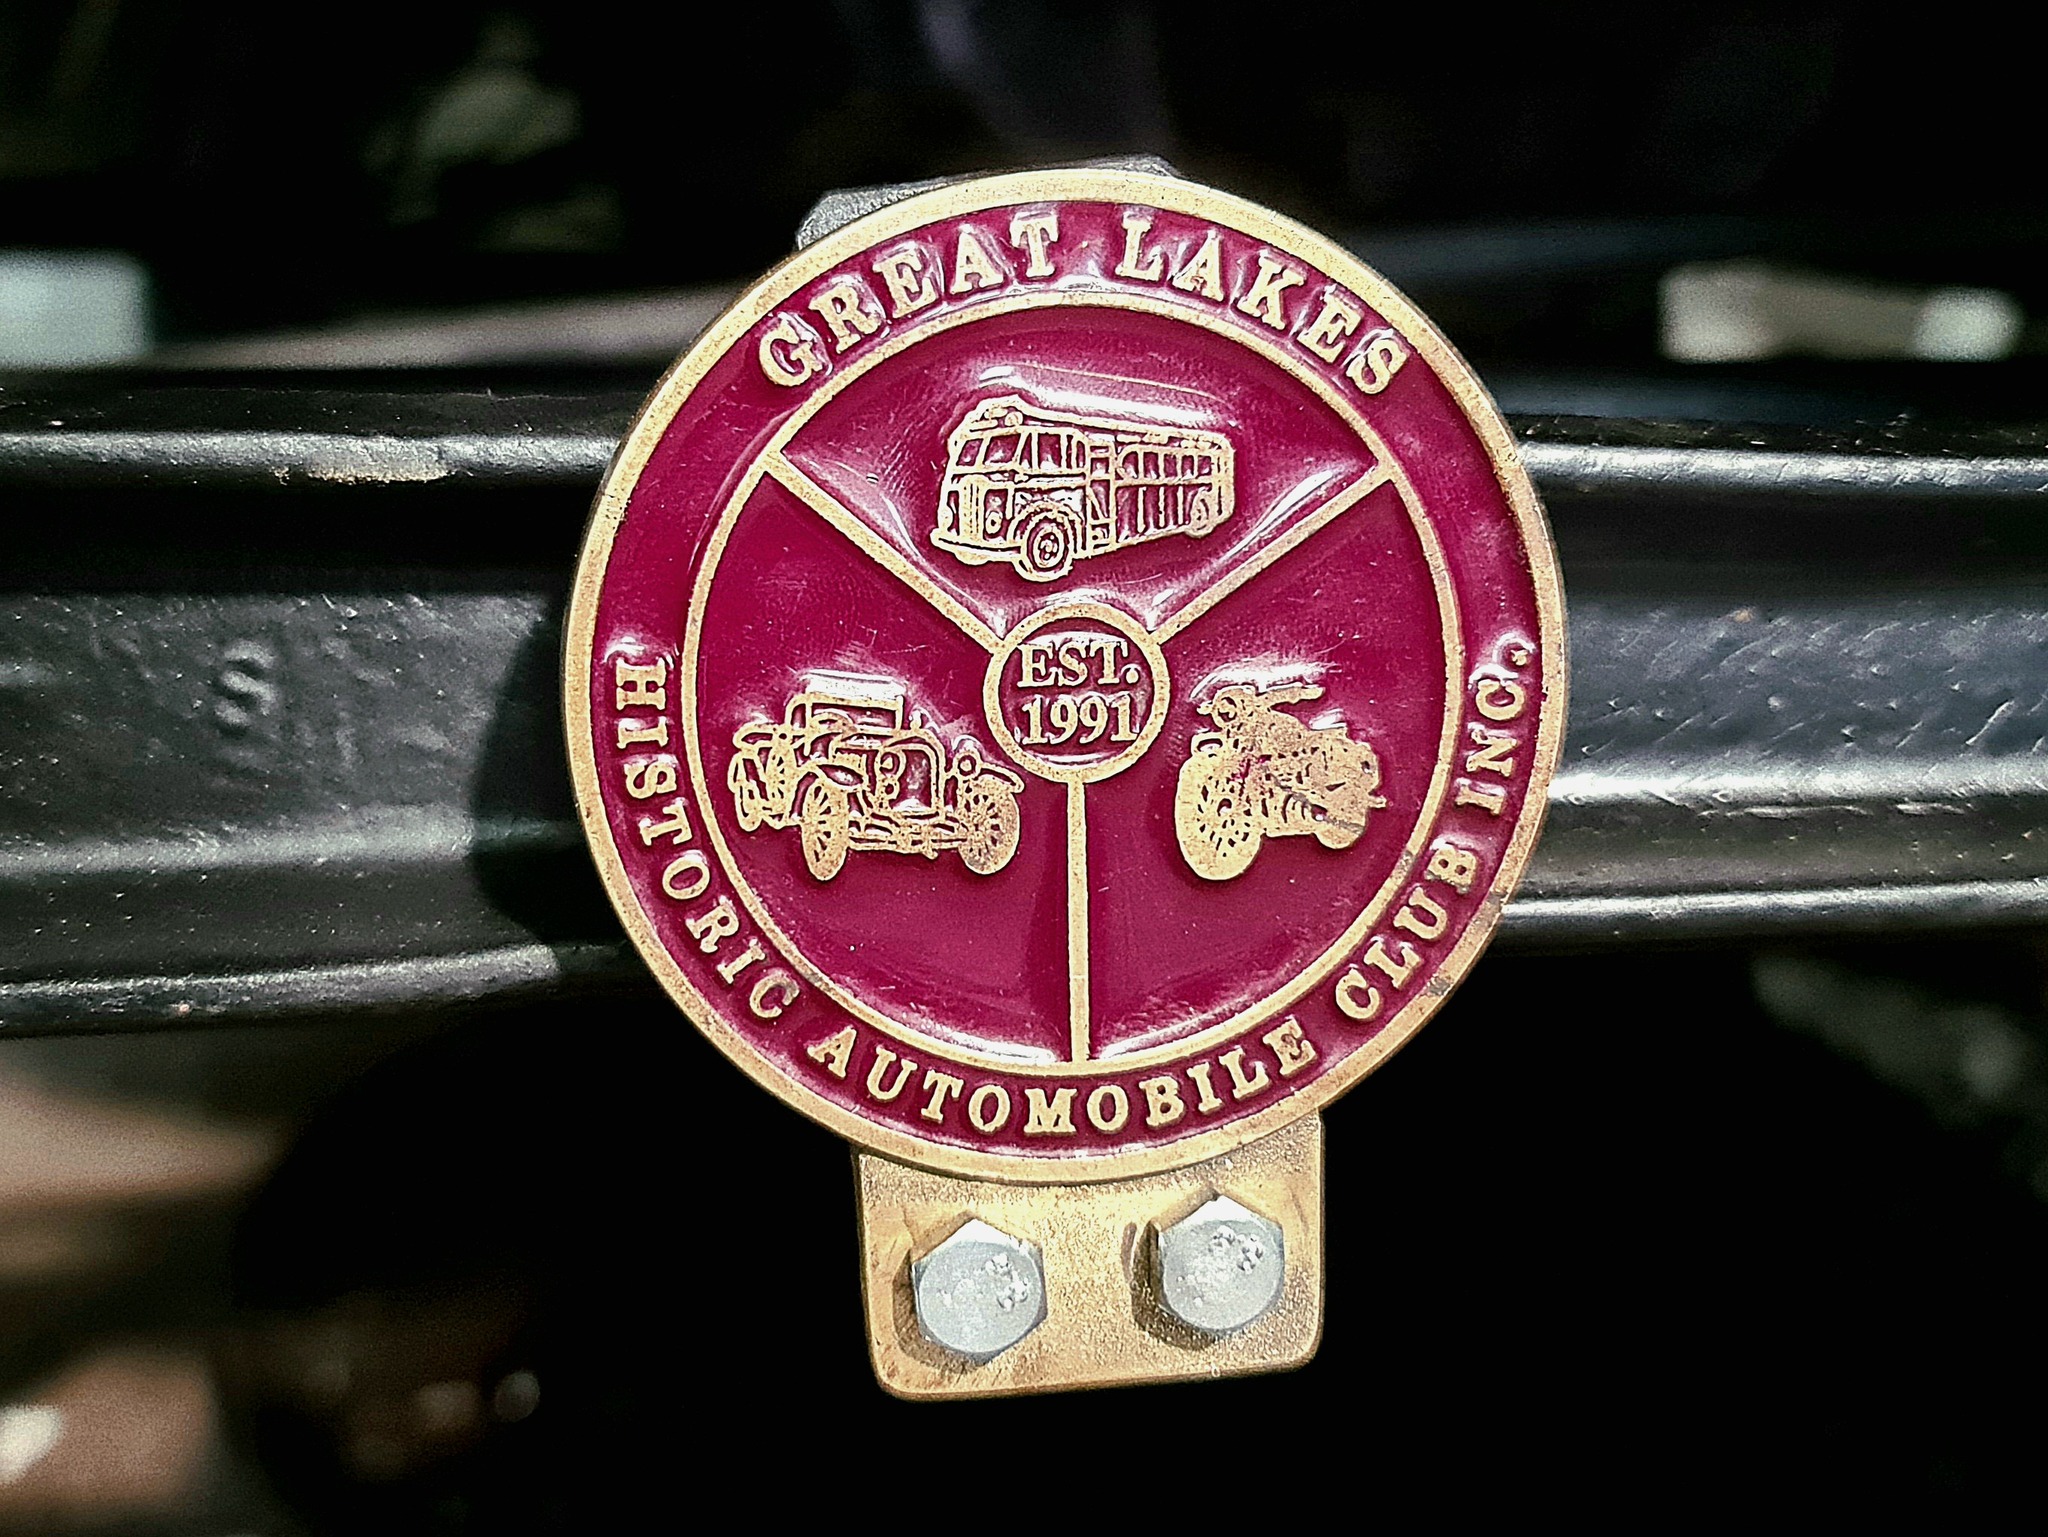 GREAT LAKES
EST.
1991
HISTORIC AUTOMOBILE CLUB INC.
S